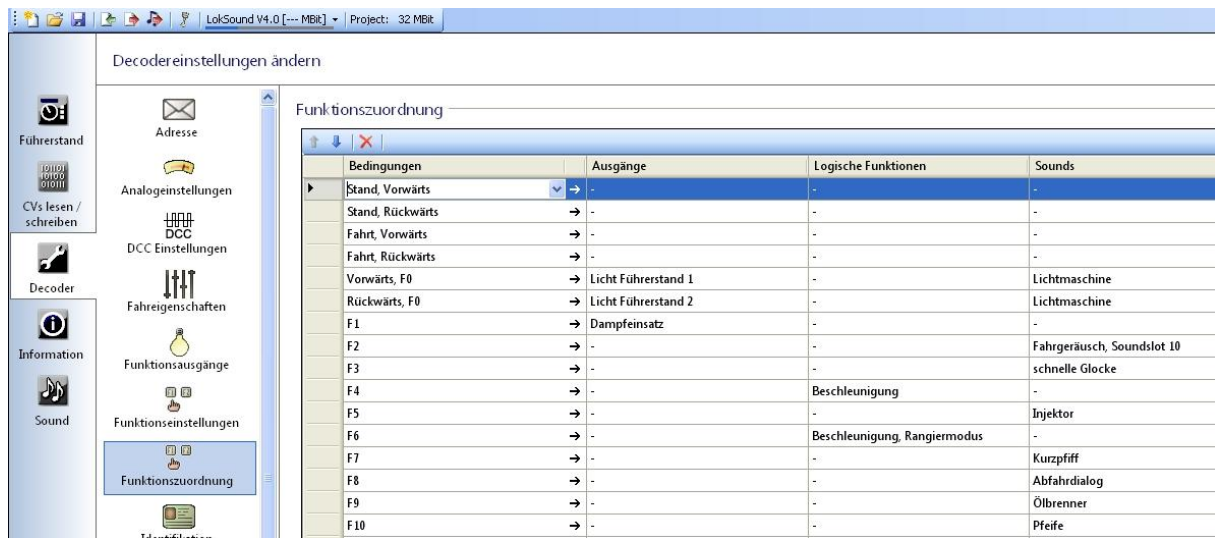 LokSound V4.0 [--- MBit] Project: 32 MBit
Decodereinstellungen ändern
Führerstand
CVs lesen /
schreiben
Decoder
Information
Sound
Adresse
Analogeinstellungen
DCC
DCC Einstellungen
Fahreigenschaften
Funktionsausgänge
Funktionseinstellungen
Funktionszuordnung
Identifikation
Funktionszuordnung
Bedingungen Ausgänge Logische Funktionen Sounds
Stand, Vorwärts → - - -
Stand, Rückwärts → - - -
Fahrt, Vorwärts → - - -
Fahrt, Rückwärts → - - -
Vorwärts, F0 → Licht Führerstand 1 - Lichtmaschine
Rückwärts, F0 → Licht Führerstand 2 - Lichtmaschine
F1 → Dampfeinsatz - -
F2 → - - Fahrgeräusch, Soundslot 10
F3 → - - schnelle Glocke
F4 → - Beschleunigung -
F5 → - - Injektor
F6 → - Beschleunigung, Rangiermodus -
F7 → - - Kurzpfiff
F8 → - - Abfahrdialog
F9 → - - Ölbrenner
F10 → - - Pfeife